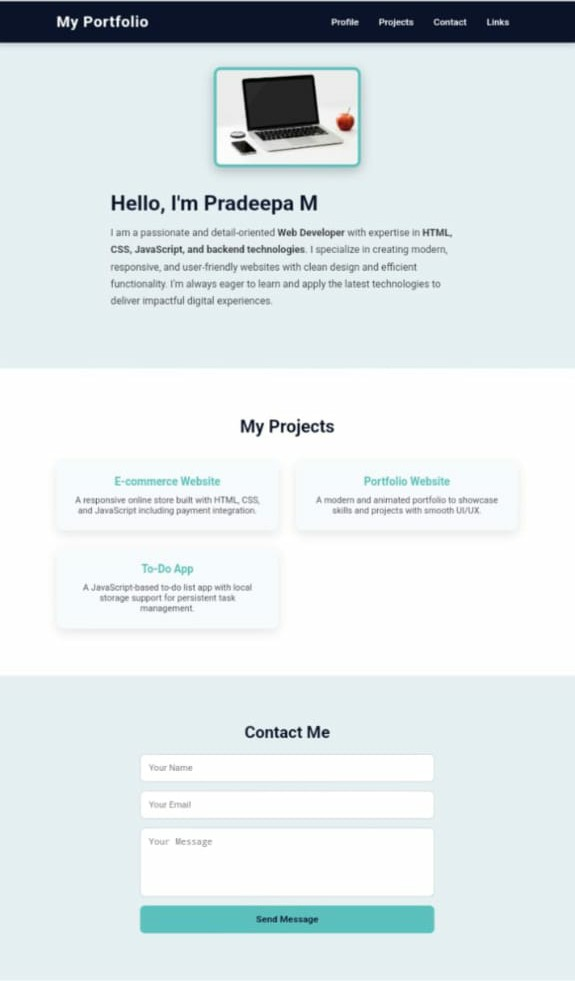 My Portfolio
Profile Projects Contact Links
Hello, I'm Pradeepa M
I am a passionate and detail-oriented Web Developer with expertise in HTML,
CSS, JavaScript, and backend technologies. I specialize in creating modern,
responsive, and user-friendly websites with clean design and efficient
functionality. I'm always eager to learn and apply the latest technologies to
deliver impactful digital experiences.
My Projects
E-commerce Website
A responsive online store built with HTML, CSS,
and JavaScript including payment integration.
Portfolio Website
A modern and animated portfolio to showcase
skills and projects with smooth UI/UX.
To-Do App
A JavaScript-based to-do list app with local
storage support for persistent task
management.
Contact Me
Your Name
Your Email
Your Message
Send Message